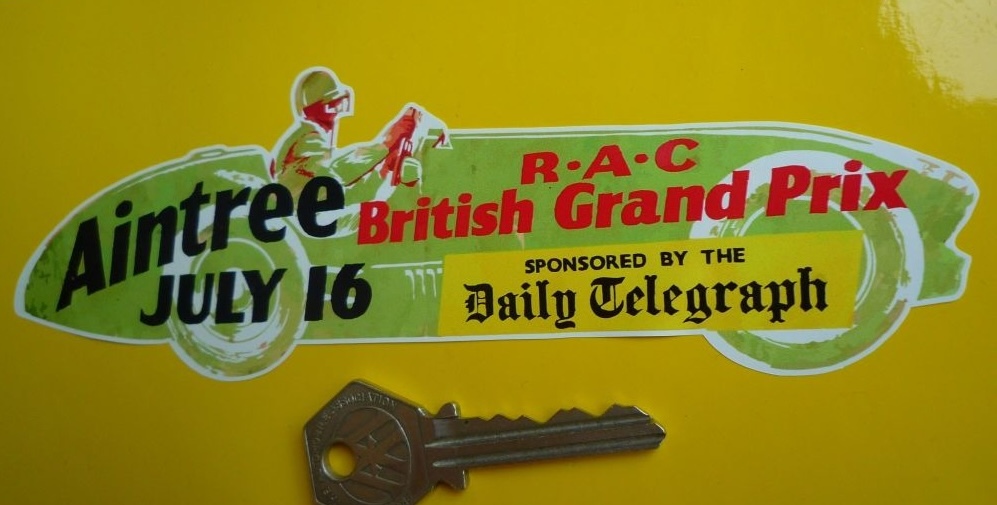 Aintree
JULY 16
R·A·C
British Grand Prix
SPONSORED BY THE
Daily Telegraph